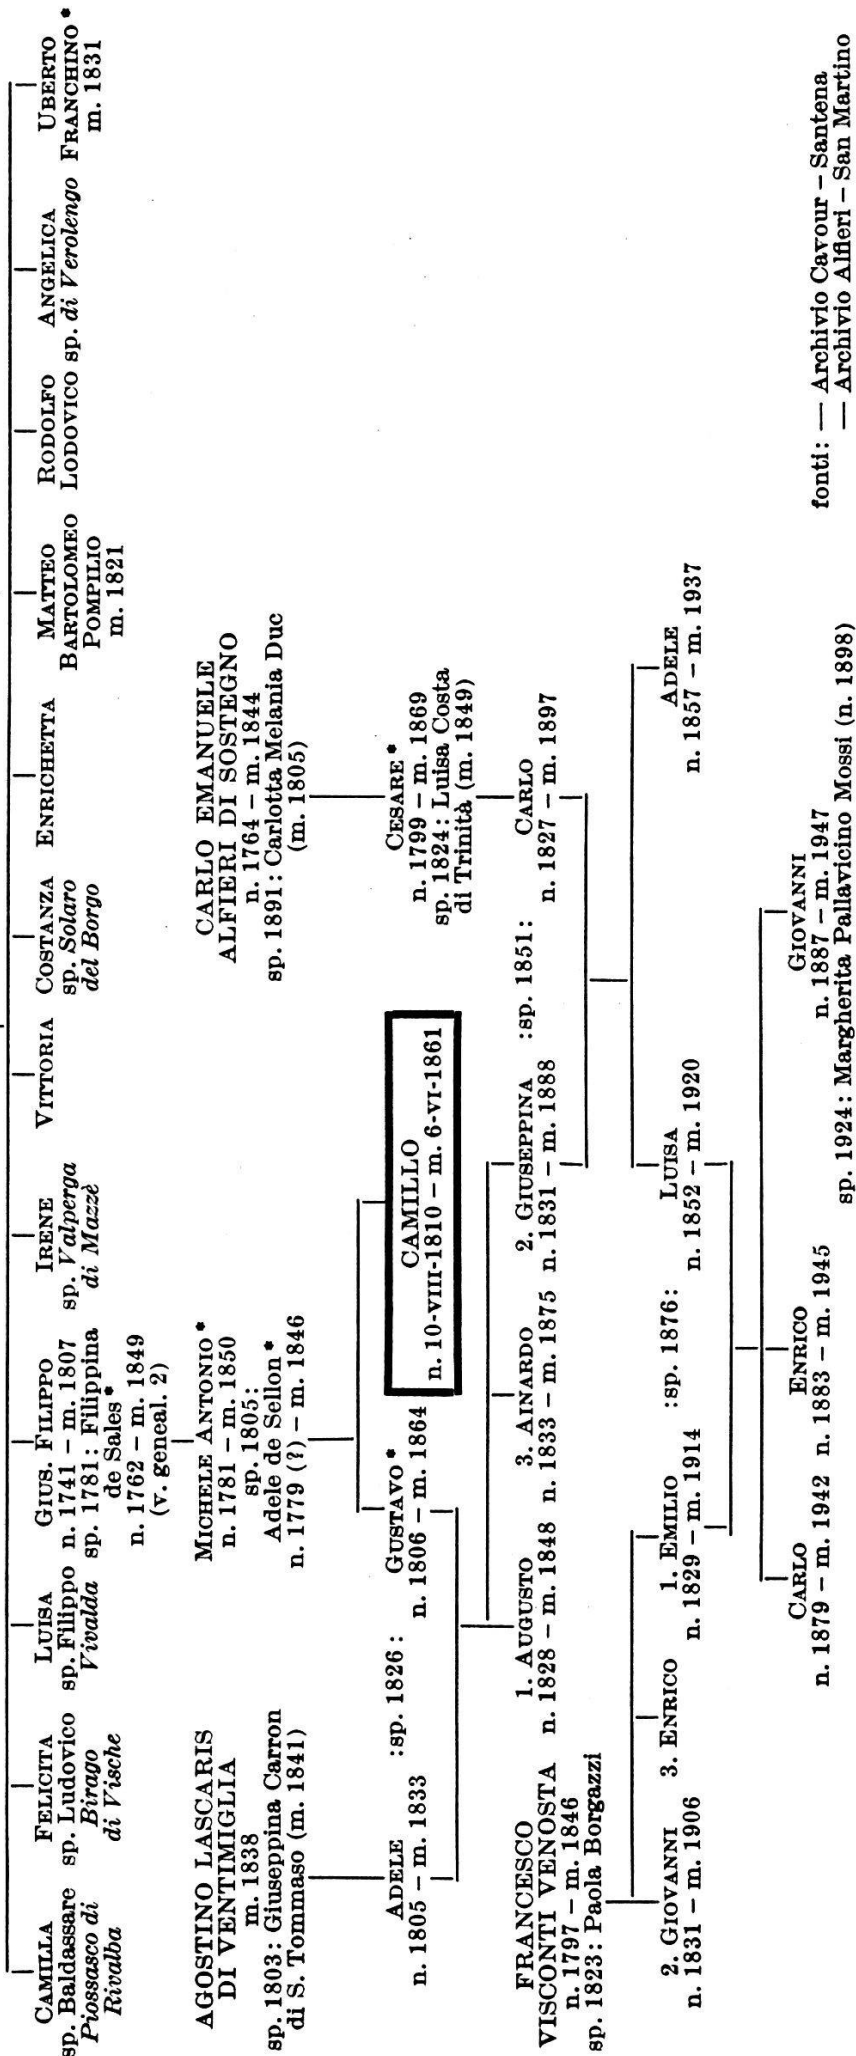 CAMILLA
sp. Baldassare
Piossasco di
Rivalba
FELICITA
sp. Ludovico
Birago
di Vische
LUISA
sp. Filippo
Vivalda
GIUS. FILIPPO
n. 1741 – m. 1807
sp. 1781: Filippina
de Sales*
n. 1762 – m. 1849
(v. geneal. 2)
IRENE
sp. Valperga
di Mazzè
VITTORIA
COSTANZA
sp. Solaro
del Borgo
ENRICHETTA
MATTEO
BARTOLOMEO
POMPILIO
m. 1821
RODOLFO
LODOVICO
ANGELICA
sp. di Verolengo
UBERTO
FRANCHINO*
m. 1831
AGOSTINO LASCARIS
DI VENTIMIGLIA
m. 1838
sp. 1803: Giuseppina Carron
di S. Tommaso (m. 1841)
MICHELE ANTONIO*
n. 1781 – m. 1850
sp. 1805:
Adele de Sellon*
n. 1779 (?) – m. 1846
CARLO EMANUELE
ALFIERI DI SOSTEGNO
n. 1764 – m. 1844
sp. 1891: Carlotta Melania Duc
(m. 1805)
ADELE
n. 1805 – m. 1833
:sp. 1826:
GUSTAVO*
n. 1806 – m. 1864
CAMILLO
n. 10-VIII-1810 – m. 6-VI-1861
CESARE*
n. 1799 – m. 1869
sp. 1824: Luisa Costa
di Trinità (m. 1849)
FRANCESCO
VISCONTI VENOSTA
n. 1797 – m. 1846
sp. 1823: Paola Borgazzi
1. AUGUSTO
n. 1828 – m. 1848
3. AINARDO
n. 1833 – m. 1875
2. GIUSEPPINA
n. 1831 – m. 1888
:sp. 1851:
CARLO
n. 1827 – m. 1897
2. GIOVANNI
n. 1831 – m. 1906
3. ENRICO
1. EMILIO
n. 1829 – m. 1914
:sp. 1876:
LUISA
n. 1852 – m. 1920
ADELE
n. 1857 – m. 1937
CARLO
n. 1879 – m. 1942
ENRICO
n. 1883 – m. 1945
GIOVANNI
n. 1887 – m. 1947
sp. 1924: Margherita Pallavicino Mossi (n. 1898)
fonti: — Archivio Cavour – Santena
— Archivio Alfieri – San Martino